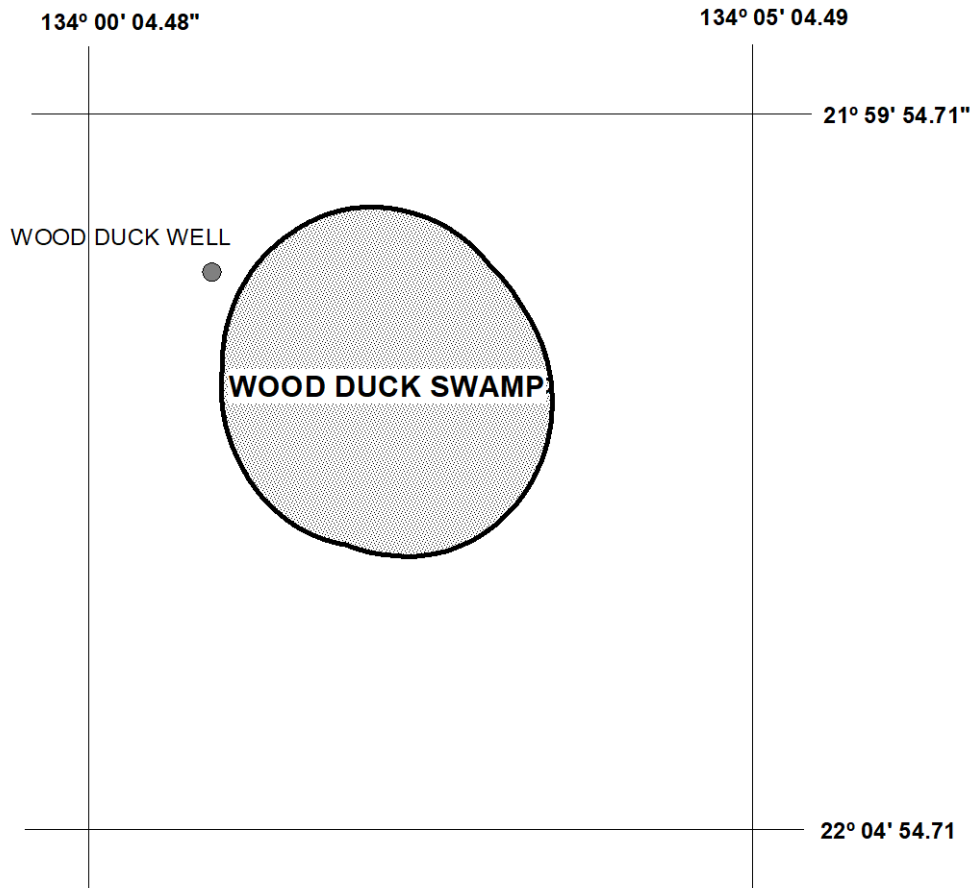 134º 00' 04.48"
134º 05' 04.49
21º 59' 54.71"
WOOD DUCK WELL
WOOD DUCK SWAMP
22º 04' 54.71